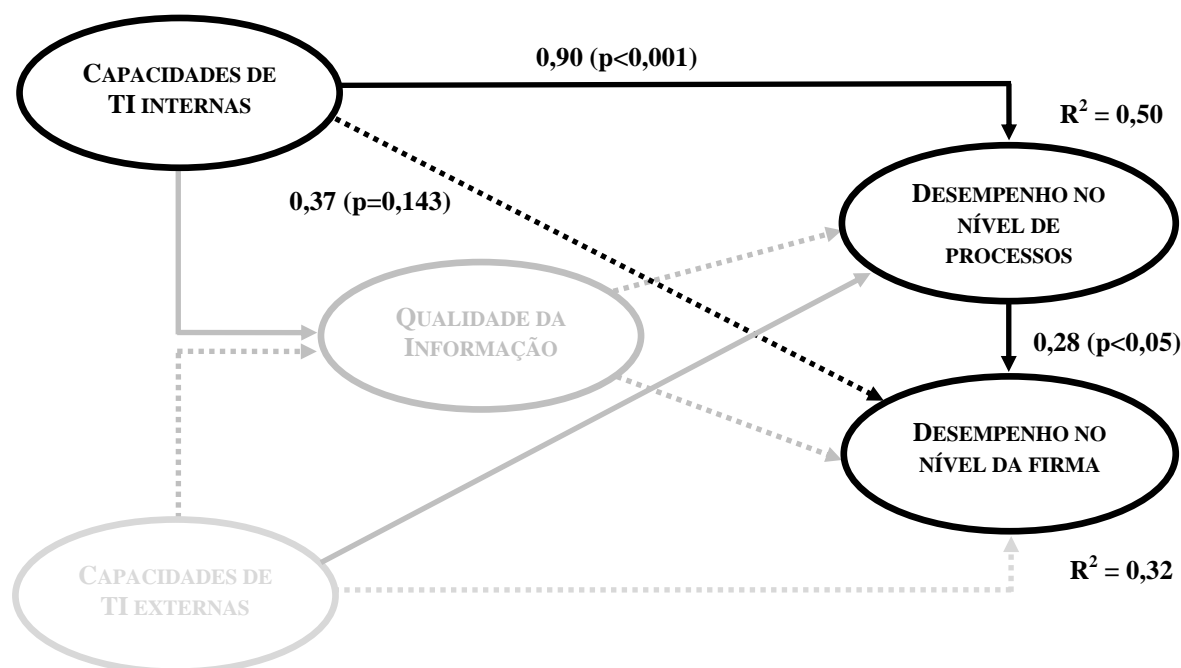 0,90 (p<0,001)
CAPACIDADES DE
TI INTERNAS
R² = 0,50
DESEMPENHO NO
NÍVEL DE
PROCESSOS
0,37 (p=0,143)
QUALIDADE DA
INFORMAÇÃO
0,28 (p<0,05)
DESEMPENHO NO
NÍVEL DA FIRMA
CAPACIDADES DE
TI EXTERNAS
R² = 0,32